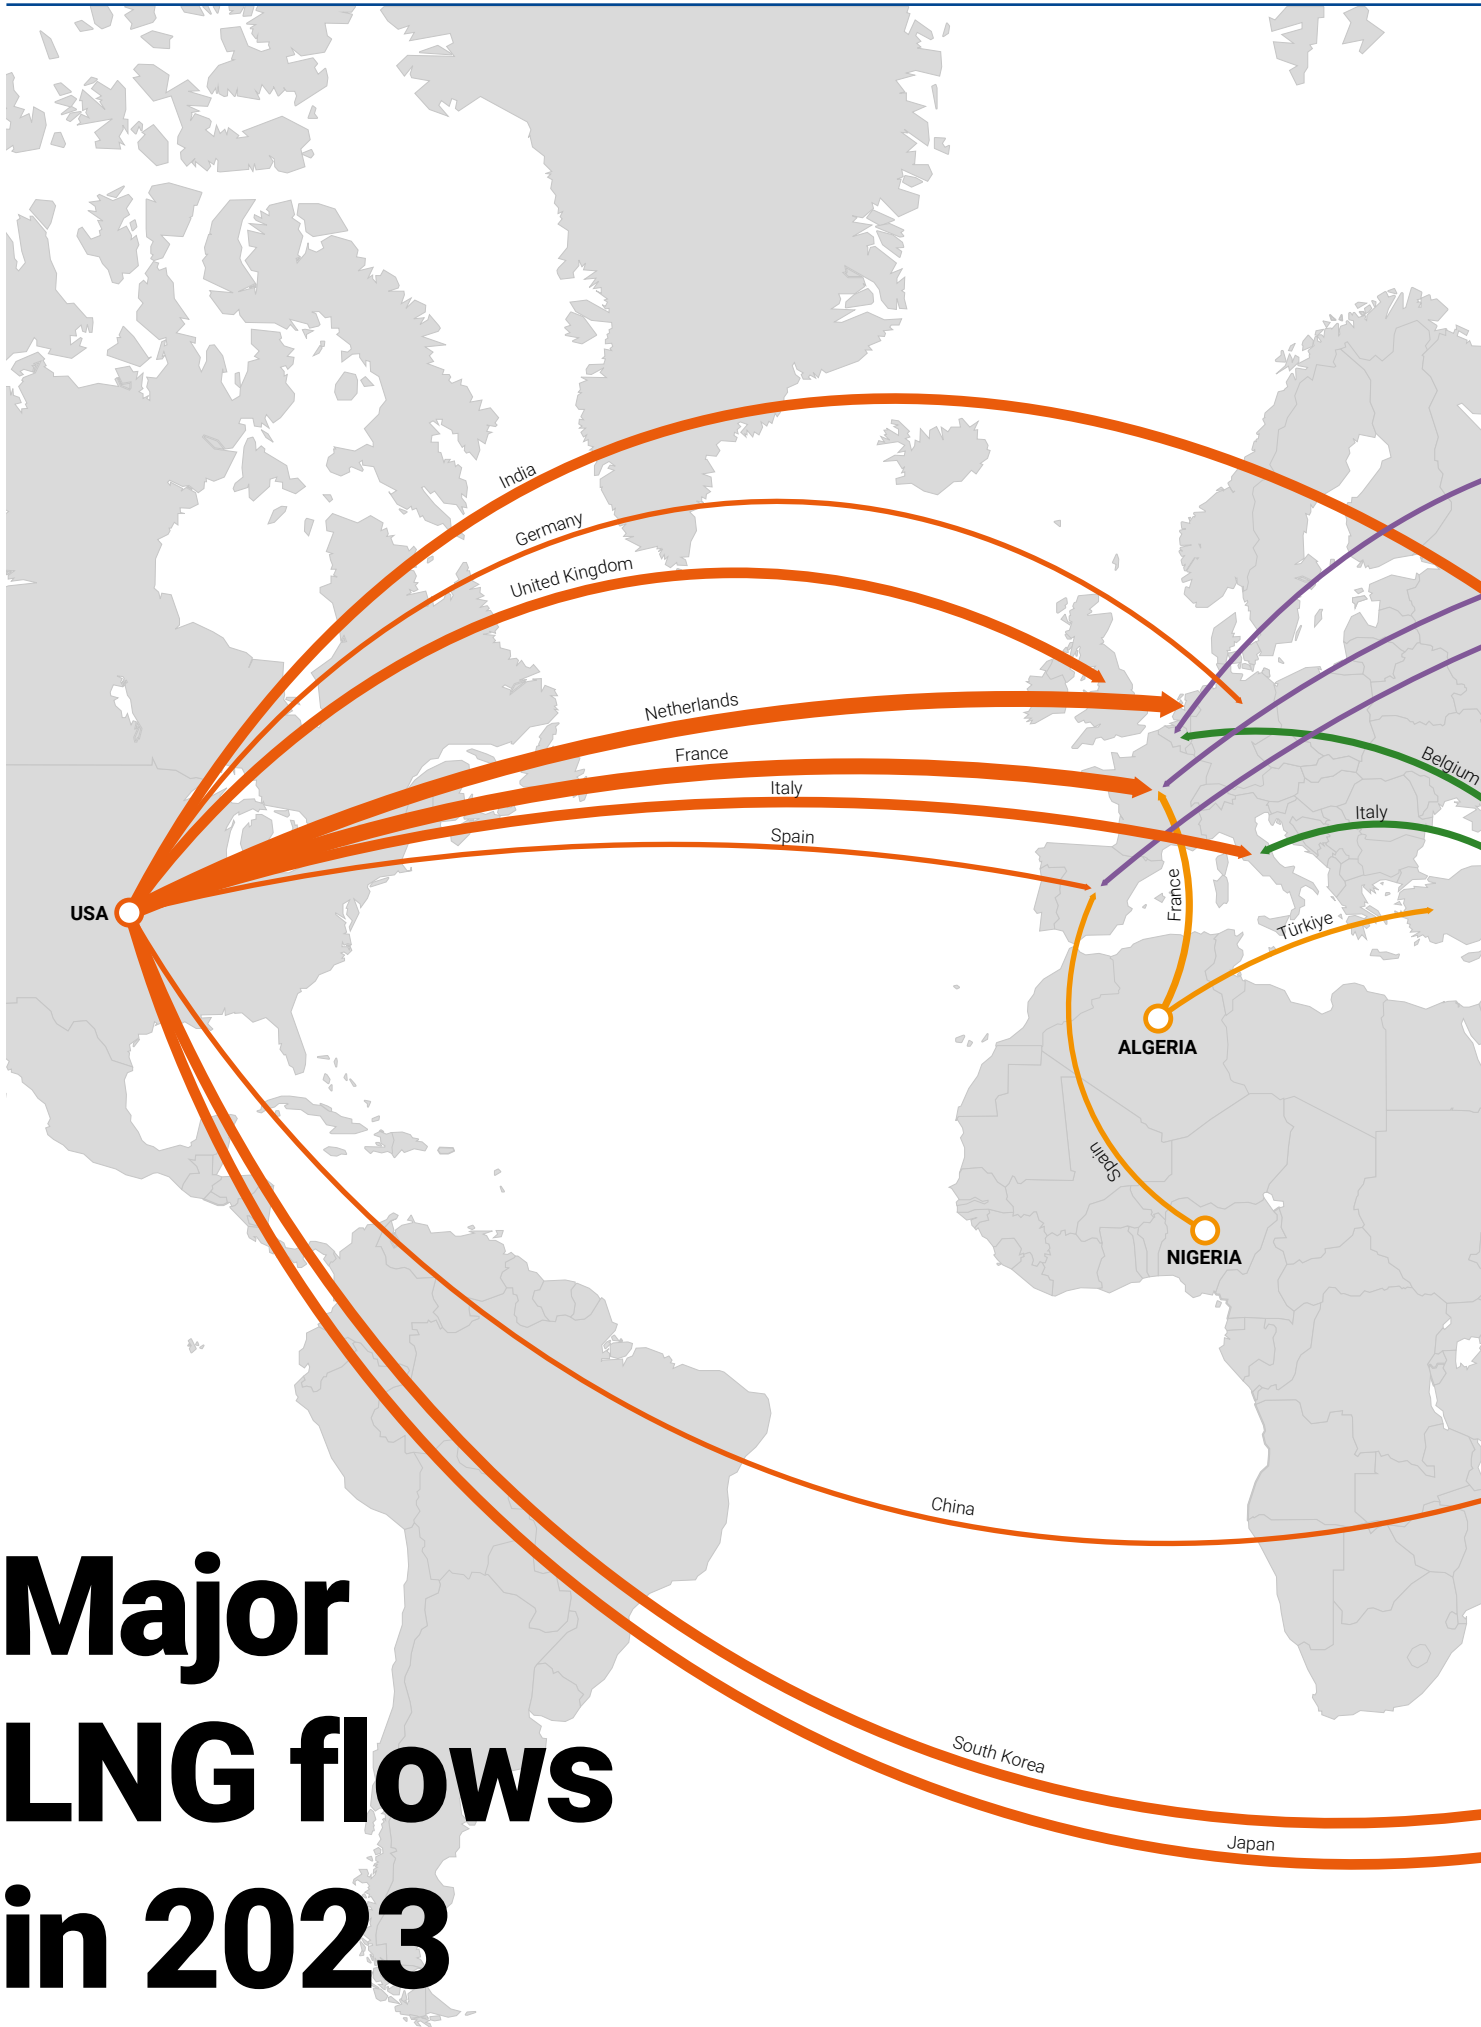 India
Germany
United Kingdom
Netherlands
France
Italy
Spain
Belgium
Italy
USA
France
Türkiye
ALGERIA
Spain
NIGERIA
China
South Korea
Japan
Major
LNG flows
in 2023